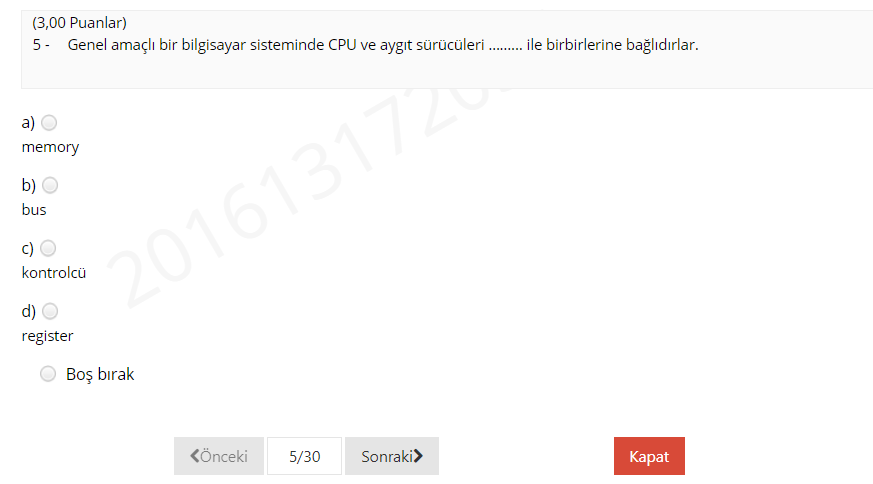 (3,00 Puanlar)
5 - Genel amaçlı bir bilgisayar sisteminde CPU ve aygıt sürücüleri ......... ile birbirlerine bağlıdırlar.
a)
memory
b)
bus
c)
kontrolcü
d)
register
Boş bırak
Önceki 5/30 Sonraki Kapat